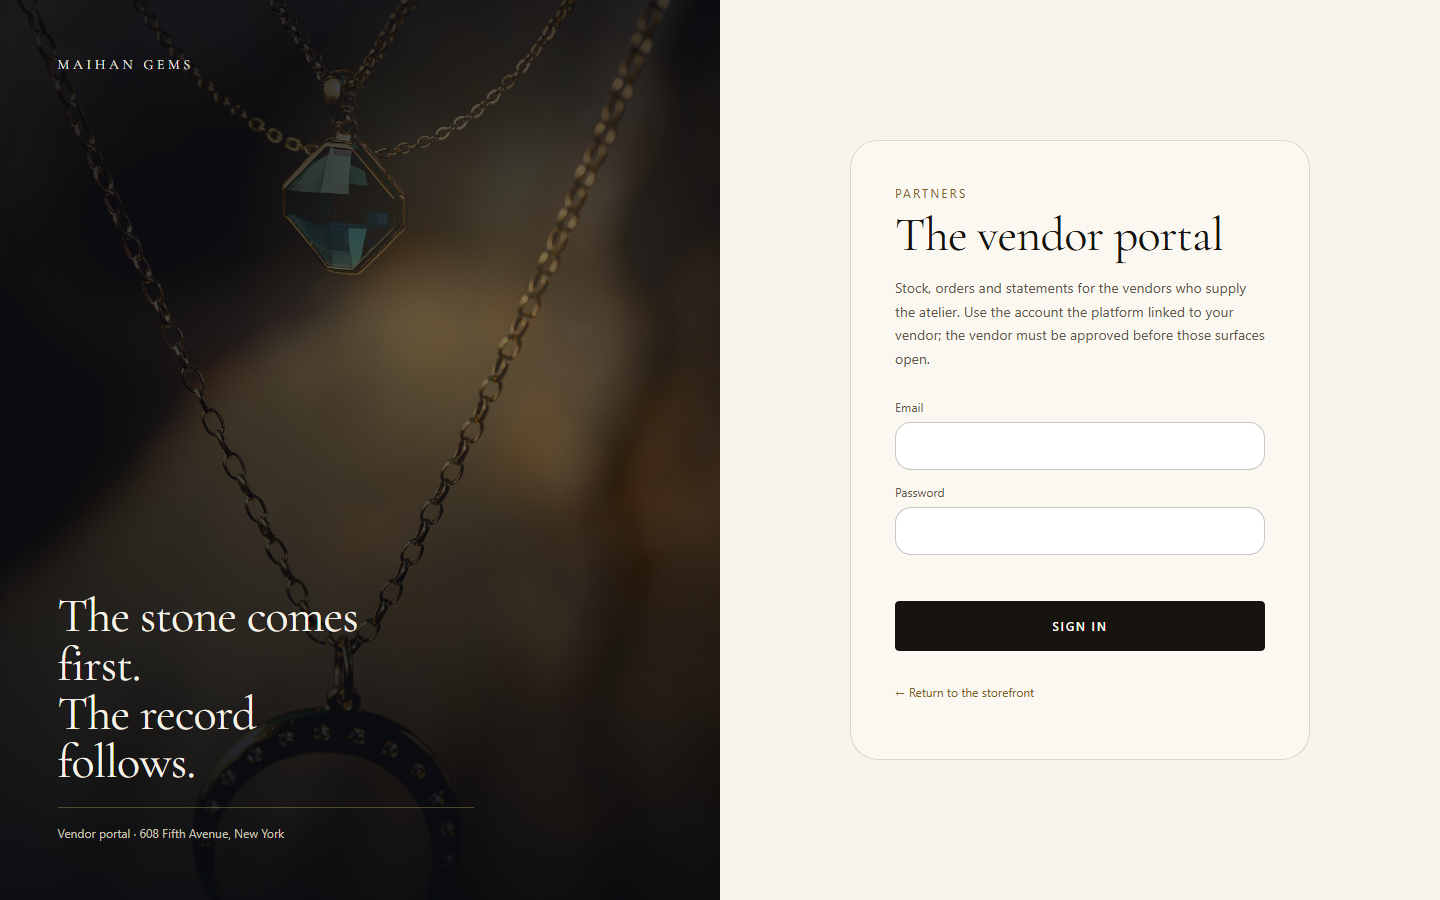 MAIHAN GEMS
The stone comes
first.
The record
follows.
Vendor portal · 608 Fifth Avenue, New York
PARTNERS
The vendor portal
Stock, orders and statements for the vendors who supply
the atelier. Use the account the platform linked to your
vendor; the vendor must be approved before those surfaces
open.
Email
Password
SIGN IN
← Return to the storefront